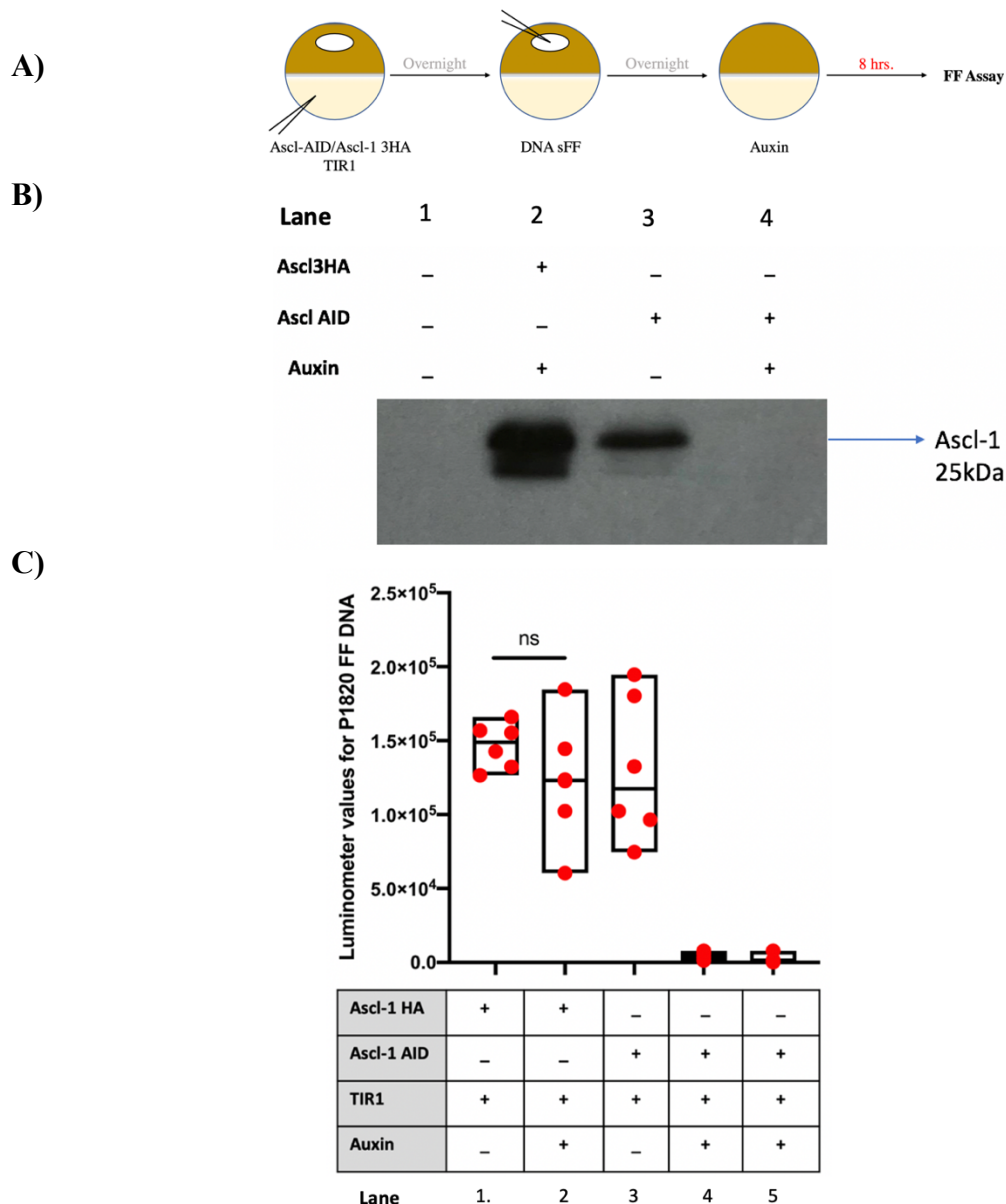 A)
Overnight Overnight 8 hrs. FF Assay
Ascl-AID/Ascl-1 3HA DNA sFF Auxin
TIR1
B)
Lane 1 2 3 4
Ascl3HA – + – –
Ascl AID – – + +
Auxin – + – +
Ascl-1
25kDa
C)
Luminometer values for P1820 FF DNA
2.5×10⁵
ns
2.0×10⁵
1.5×10⁵
1.0×10⁵
5.0×10⁴
0.0
Ascl-1 HA + + – – –
Ascl-1 AID – – + + +
TIR1 + + + + +
Auxin – + – + +
Lane 1. 2 3 4 5